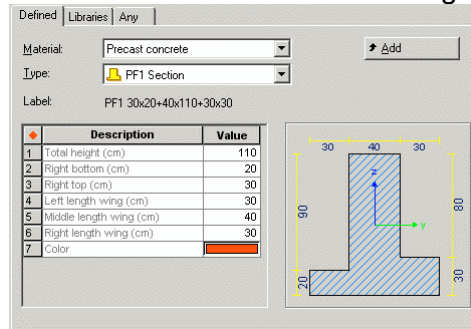 Defined Libraries Any
Material: Precast concrete Add
Type: PF1 Section
Label: PF1 30x20+40x110+30x30
Description Value
1 Total height (cm) 110
2 Right bottom (cm) 20
3 Right top (cm) 30
4 Left length wing (cm) 30
5 Middle length wing (cm) 40
6 Right length wing (cm) 30
7 Color
30 40 30
z
90 80
y
20 30